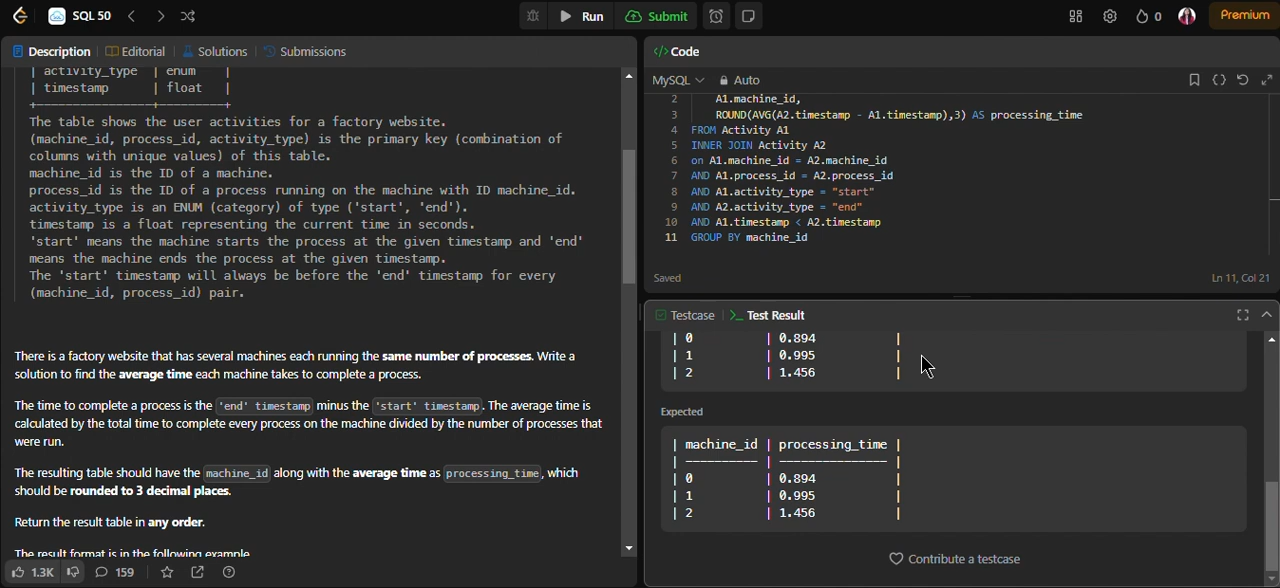 SQL 50
Run
Submit
0
Premium
Description
Editorial
Solutions
Submissions
| activity_type | enum |
| timestamp | float |
+----------------+---------+
The table shows the user activities for a factory website.
(machine_id, process_id, activity_type) is the primary key (combination of
columns with unique values) of this table.
machine_id is the ID of a machine.
process_id is the ID of a process running on the machine with ID machine_id.
activity_type is an ENUM (category) of type ('start', 'end').
timestamp is a float representing the current time in seconds.
'start' means the machine starts the process at the given timestamp and 'end'
means the machine ends the process at the given timestamp.
The 'start' timestamp will always be before the 'end' timestamp for every
(machine_id, process_id) pair.
There is a factory website that has several machines each running the same number of processes. Write a
solution to find the average time each machine takes to complete a process.
The time to complete a process is the 'end' timestamp minus the 'start' timestamp. The average time is
calculated by the total time to complete every process on the machine divided by the number of processes that
were run.
The resulting table should have the machine_id along with the average time as processing_time, which
should be rounded to 3 decimal places.
Return the result table in any order.
The result format is in the following example.
1.3K
159
</> Code
MySQL
Auto
2 A1.machine_id,
3 ROUND(AVG(A2.timestamp - A1.timestamp),3) AS processing_time
4 FROM Activity A1
5 INNER JOIN Activity A2
6 on A1.machine_id = A2.machine_id
7 AND A1.process_id = A2.process_id
8 AND A1.activity_type = "start"
9 AND A2.activity_type = "end"
10 AND A1.timestamp < A2.timestamp
11 GROUP BY machine_id
Saved
Ln 11, Col 21
Testcase
>_ Test Result
| 0 | 0.894 |
| 1 | 0.995 |
| 2 | 1.456 |
Expected
| machine_id | processing_time |
| ---------- | --------------- |
| 0 | 0.894 |
| 1 | 0.995 |
| 2 | 1.456 |
Contribute a testcase